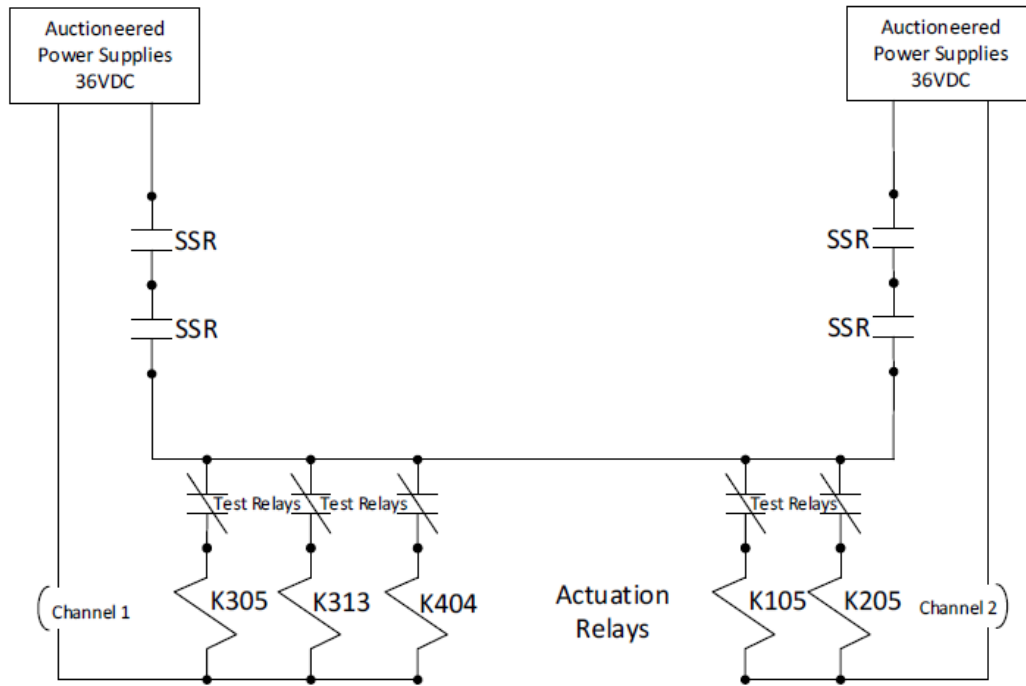 Auctioneered
Power Supplies
36VDC
Auctioneered
Power Supplies
36VDC
SSR
SSR
SSR
SSR
Test Relays
Test Relays
Test Relays
K305
K313
K404
Actuation
Relays
K105
K205
Channel 1
Channel 2